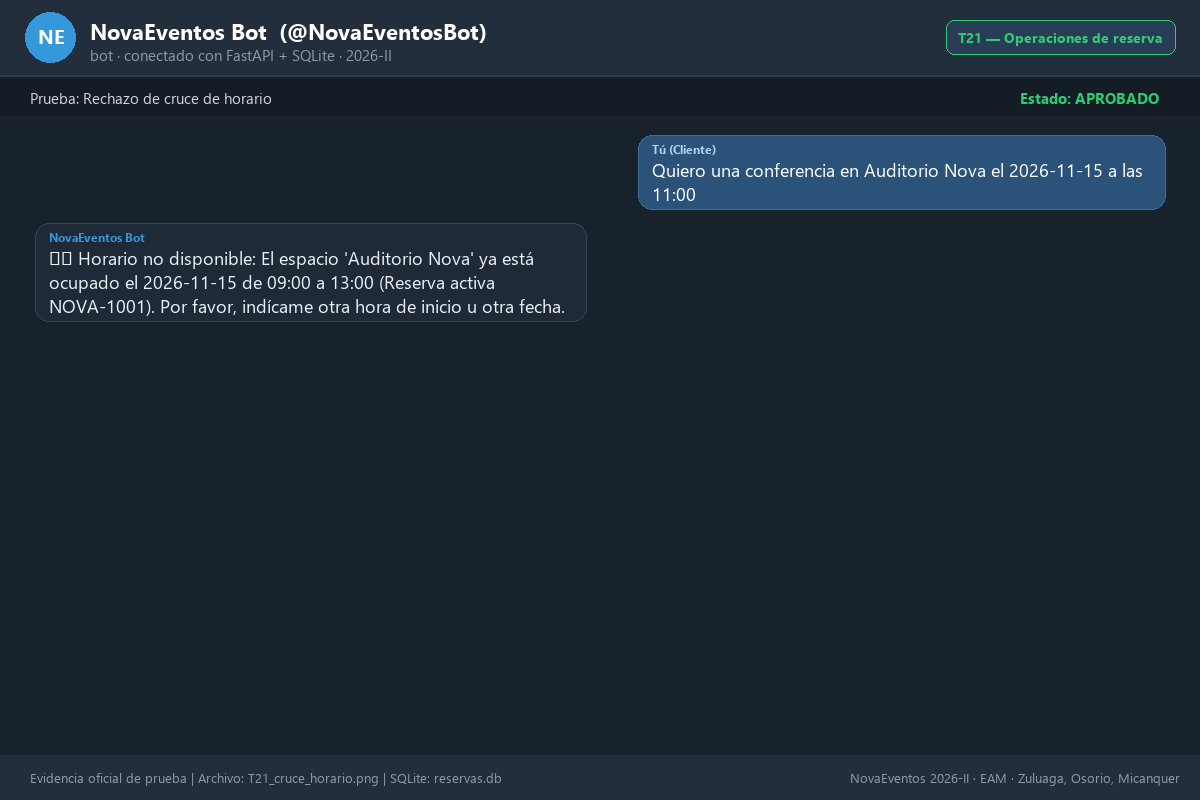 NE
NovaEventos Bot (@NovaEventosBot)
bot · conectado con FastAPI + SQLite · 2026-II
T21 — Operaciones de reserva
Prueba: Rechazo de cruce de horario
Estado: APROBADO
Tú (Cliente)
Quiero una conferencia en Auditorio Nova el 2026-11-15 a las
11:00
NovaEventos Bot
Horario no disponible: El espacio 'Auditorio Nova' ya está
ocupado el 2026-11-15 de 09:00 a 13:00 (Reserva activa
NOVA-1001). Por favor, indícame otra hora de inicio u otra fecha.
Evidencia oficial de prueba | Archivo: T21_cruce_horario.png | SQLite: reservas.db
NovaEventos 2026-II · EAM · Zuluaga, Osorio, Micanquer